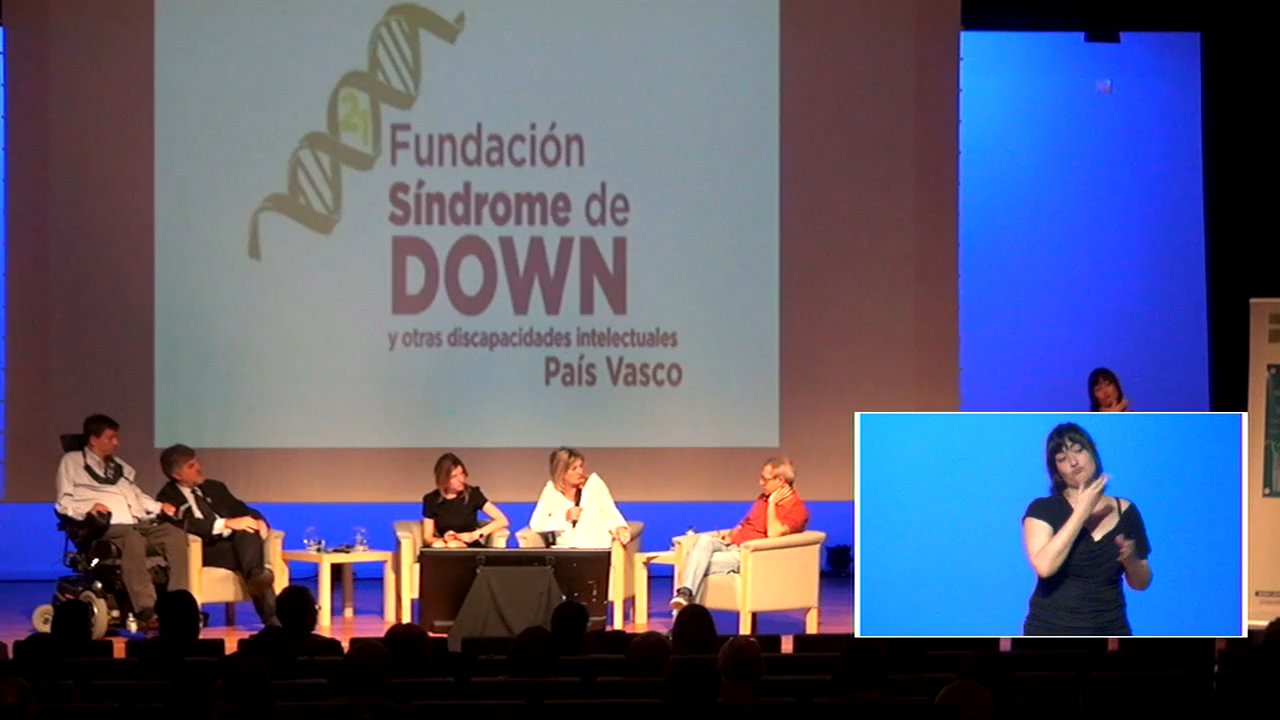 21
Fundación
Síndrome de
DOWN
y otras discapacidades intelectuales
País Vasco